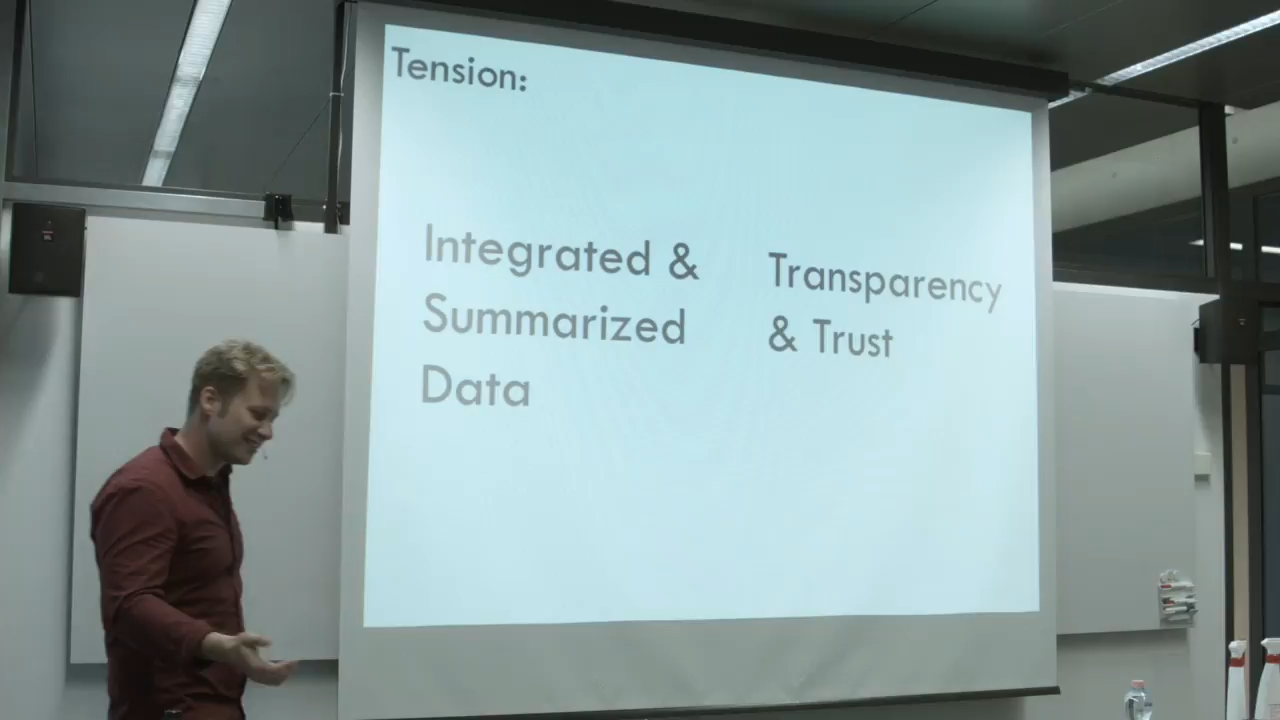 Tension:
Integrated &
Summarized
Data
Transparency
& Trust